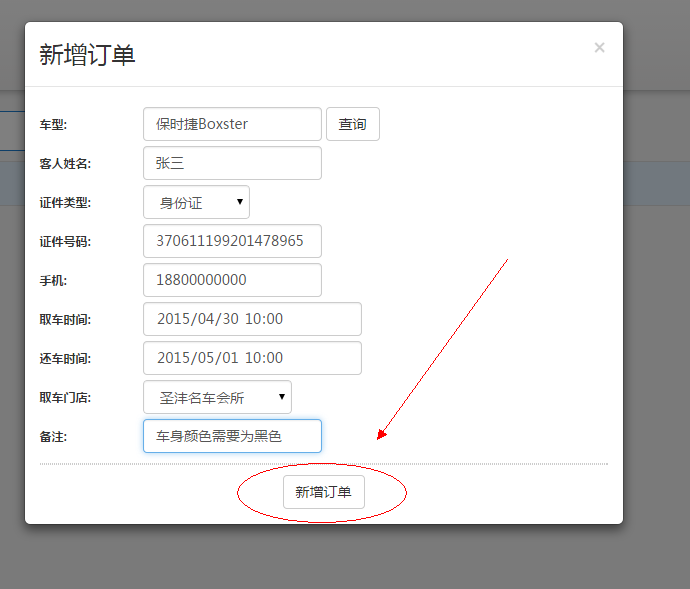 新增订单 ×
车型: 保时捷Boxster 查询
客人姓名: 张三
证件类型: 身份证
证件号码: 370611199201478965
手机: 18800000000
取车时间: 2015/04/30 10:00
还车时间: 2015/05/01 10:00
取车门店: 圣沣名车会所
备注: 车身颜色需要为黑色
新增订单